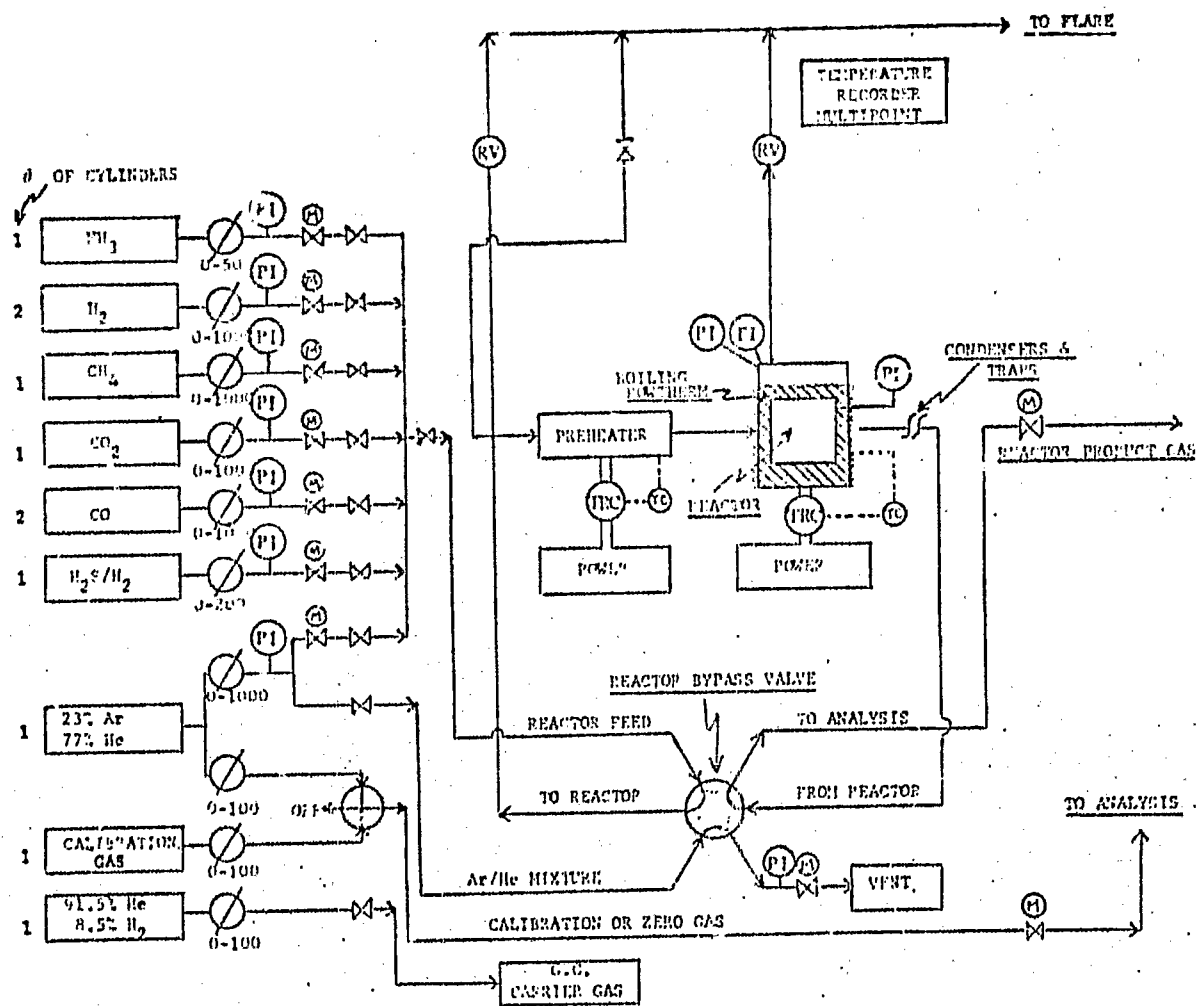 TO FLARE
TEMPERATURE
RECORDER
MULTIPOINT
RV
RV
# OF CYLINDERS
1
NH3
0-50
PI
M
2
H2
0-100
PI
M
1
CH4
0-1000
PI
M
1
CO2
0-100
PI
M
2
CO
PI
M
1
H2S/H2
0-200
PI
M
PI
M
0-1000
1
23% Ar
77% He
0-100
OFF
1
CALIBRATION
GAS
0-100
1
91.5% He
8.5% H2
0-100
G.C.
CARRIER GAS
PI
BOILING
DOWTHERM
PREHEATER
TRC
TC
POWER
REACTOR
TRC
TC
POWER
PI
CONDENSERS &
TRAPS
M
REACTOR PRODUCT GAS
REACTOR BYPASS VALVE
REACTOR FEED
TO ANALYSIS
TO REACTOR
FROM REACTOR
Ar/He MIXTURE
PI
M
VENT.
CALIBRATION OR ZERO GAS
M
TO ANALYSIS